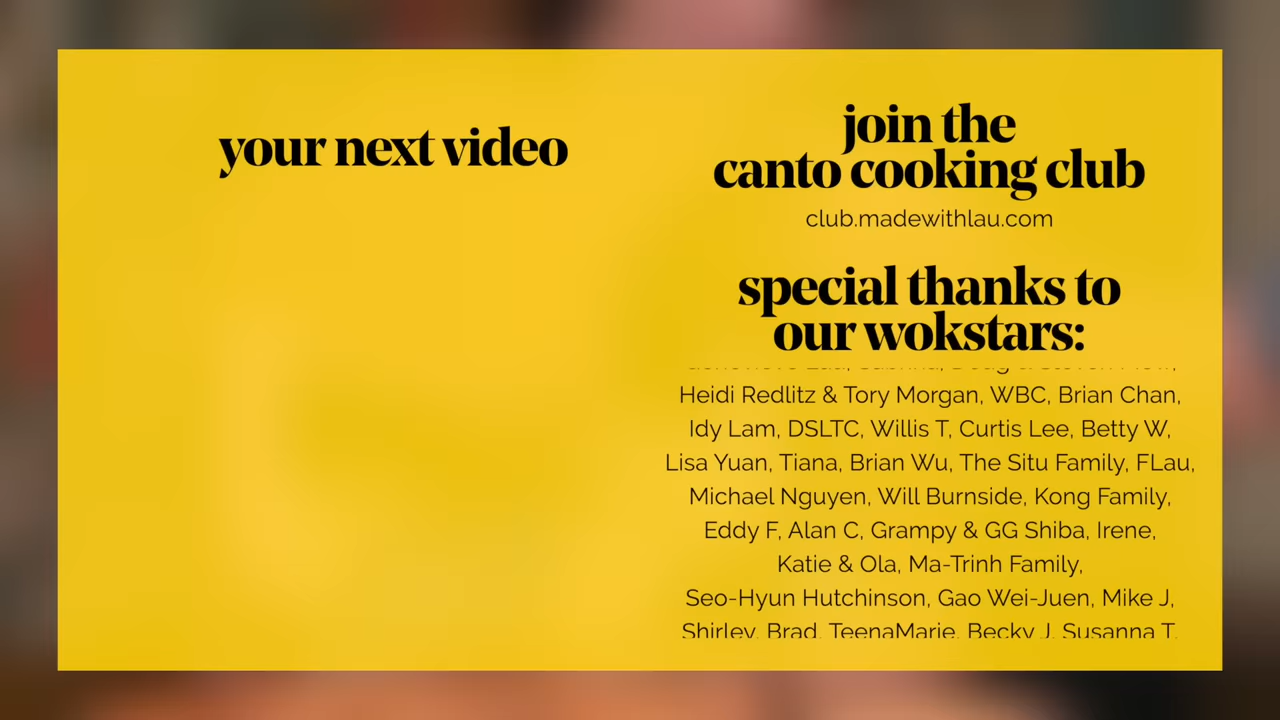 your next video
join the
canto cooking club
club.madewithlau.com
special thanks to
our wokstars:
Heidi Redlitz & Tory Morgan, WBC, Brian Chan,
Idy Lam, DSLTC, Willis T, Curtis Lee, Betty W,
Lisa Yuan, Tiana, Brian Wu, The Situ Family, FLau,
Michael Nguyen, Will Burnside, Kong Family,
Eddy F, Alan C, Grampy & GG Shiba, Irene,
Katie & Ola, Ma-Trinh Family,
Seo-Hyun Hutchinson, Gao Wei-Juen, Mike J,
Shirley, Brad, TeenaMarie, Becky J, Susanna T,